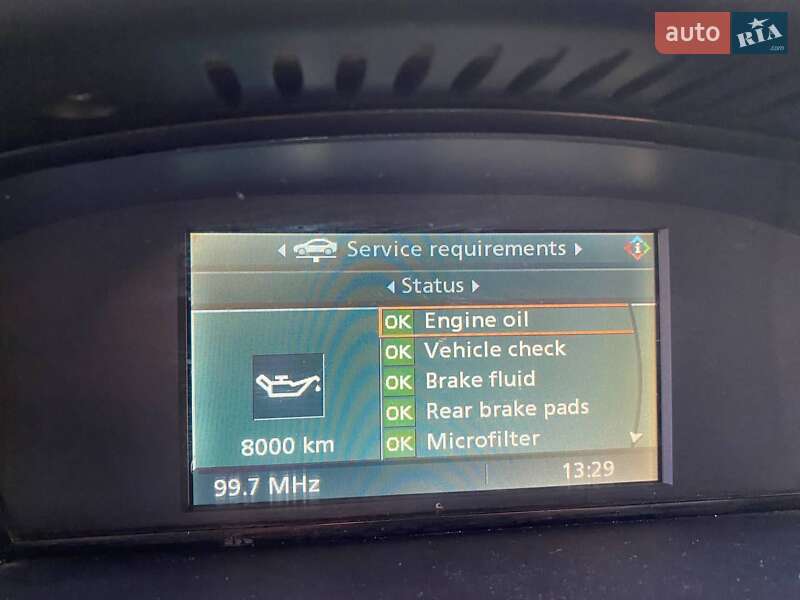 auto RIA
.com
Service requirements
Status
OK Engine oil
OK Vehicle check
OK Brake fluid
OK Rear brake pads
OK Microfilter
8000 km
99.7 MHz
13:29